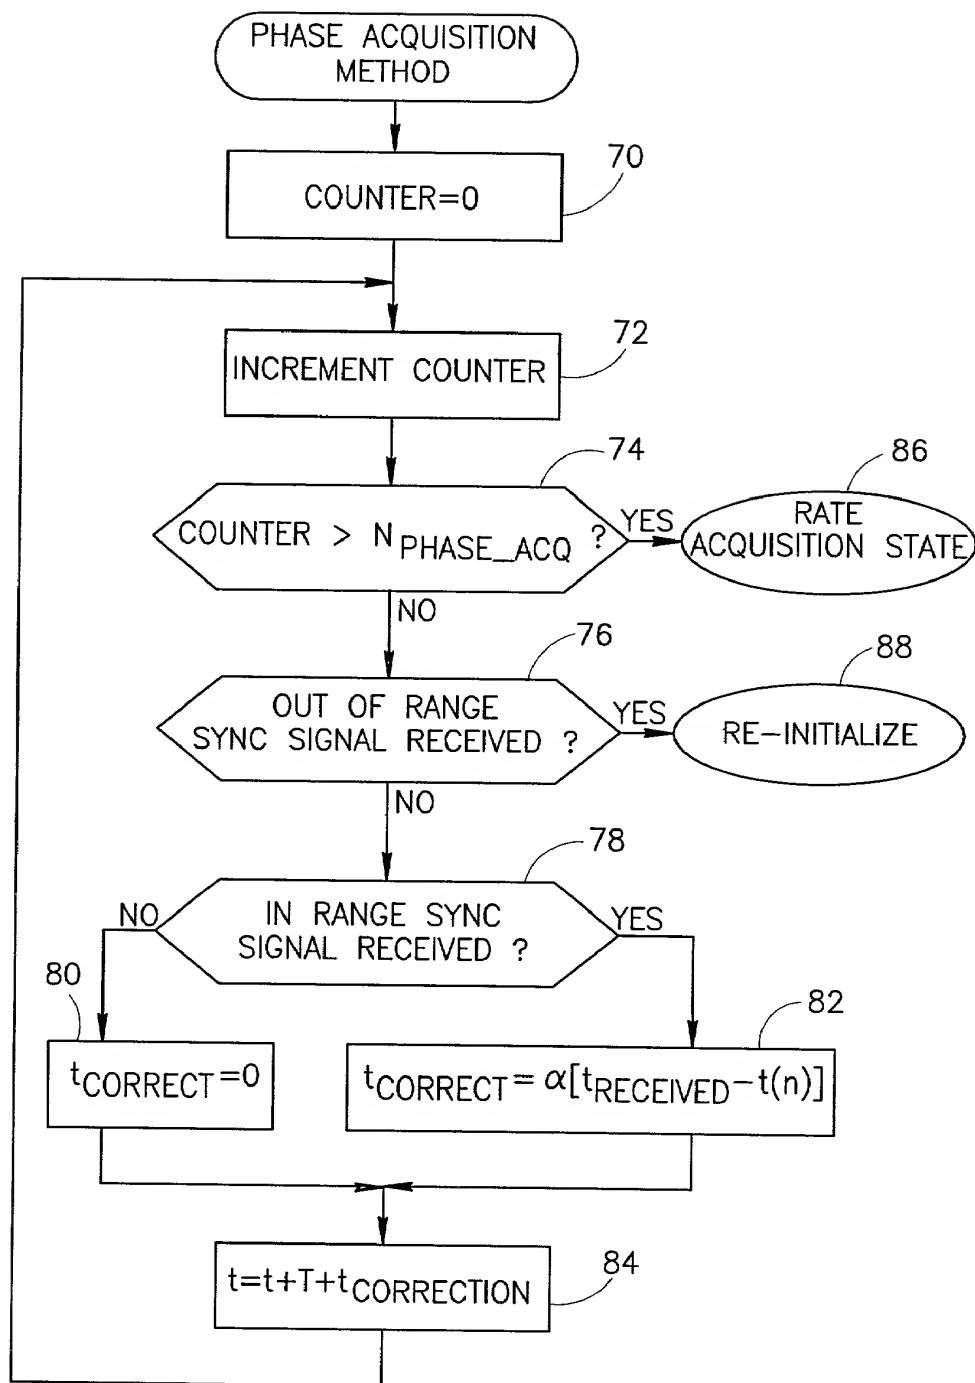 PHASE ACQUISITION
METHOD
70
COUNTER=0
72
INCREMENT COUNTER
74
COUNTER > N PHASE_ACQ ?
YES
86
RATE
ACQUISITION STATE
NO
76
OUT OF RANGE
SYNC SIGNAL RECEIVED ?
YES
88
RE-INITIALIZE
NO
78
IN RANGE SYNC
SIGNAL RECEIVED ?
NO
YES
80
tCORRECT=0
82
tCORRECT=α[tRECEIVED-t(n)]
84
t=t+T+tCORRECTION